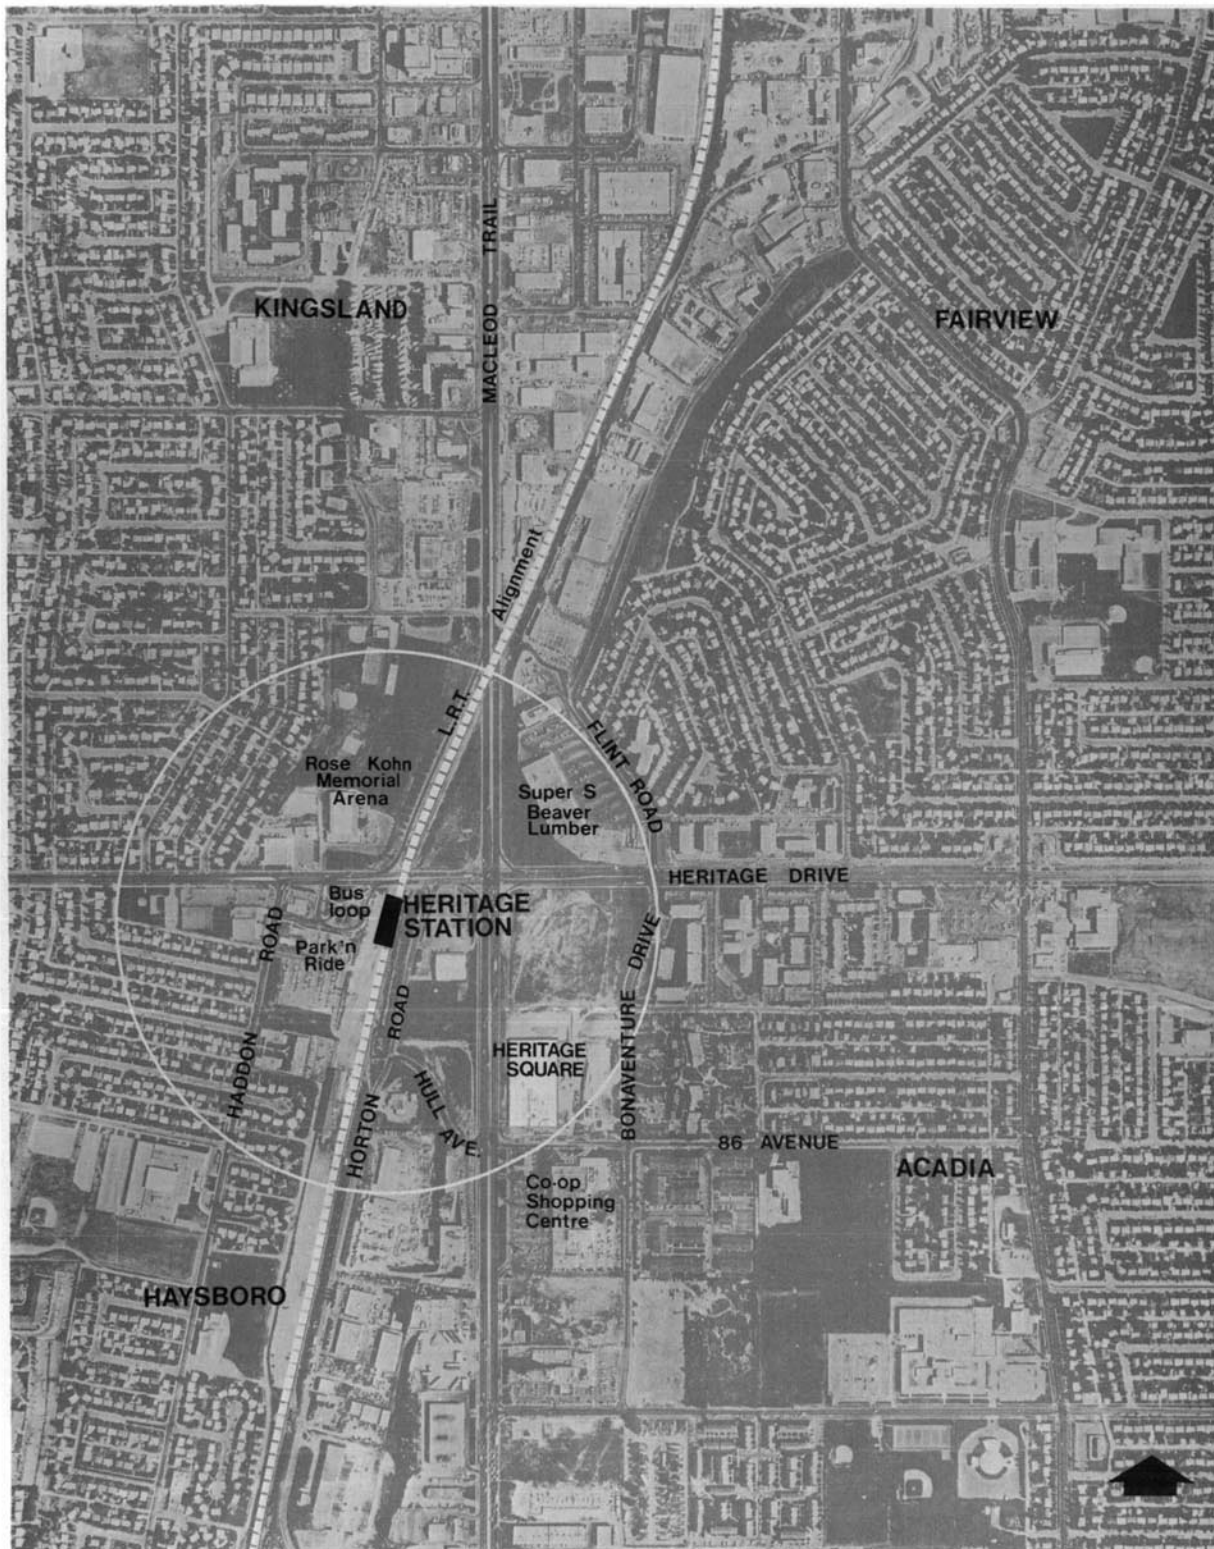 MACLEOD TRAIL
KINGSLAND
FAIRVIEW
L.R.T. Alignment
FLINT ROAD
Rose Kohn
Memorial
Arena
Super S
Beaver
Lumber
HERITAGE DRIVE
Bus
loop
HERITAGE
STATION
HADDON ROAD
Park'n
Ride
HORTON ROAD
BONAVENTURE DRIVE
HERITAGE
SQUARE
HULL AVE.
86 AVENUE
ACADIA
Co-op
Shopping
Centre
HAYSBORO